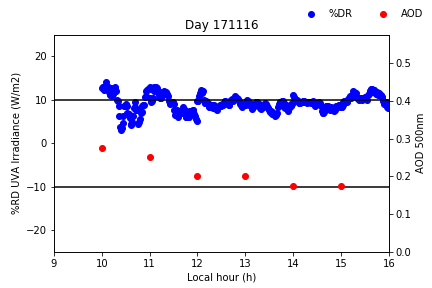 %DR AOD
Day 171116
20
10
0
−10
−20
%RD UVA Irradiance (W/m2)
0.5
0.4
0.3
0.2
0.1
0.0
AOD 500nm
9 10 11 12 13 14 15 16
Local hour (h)